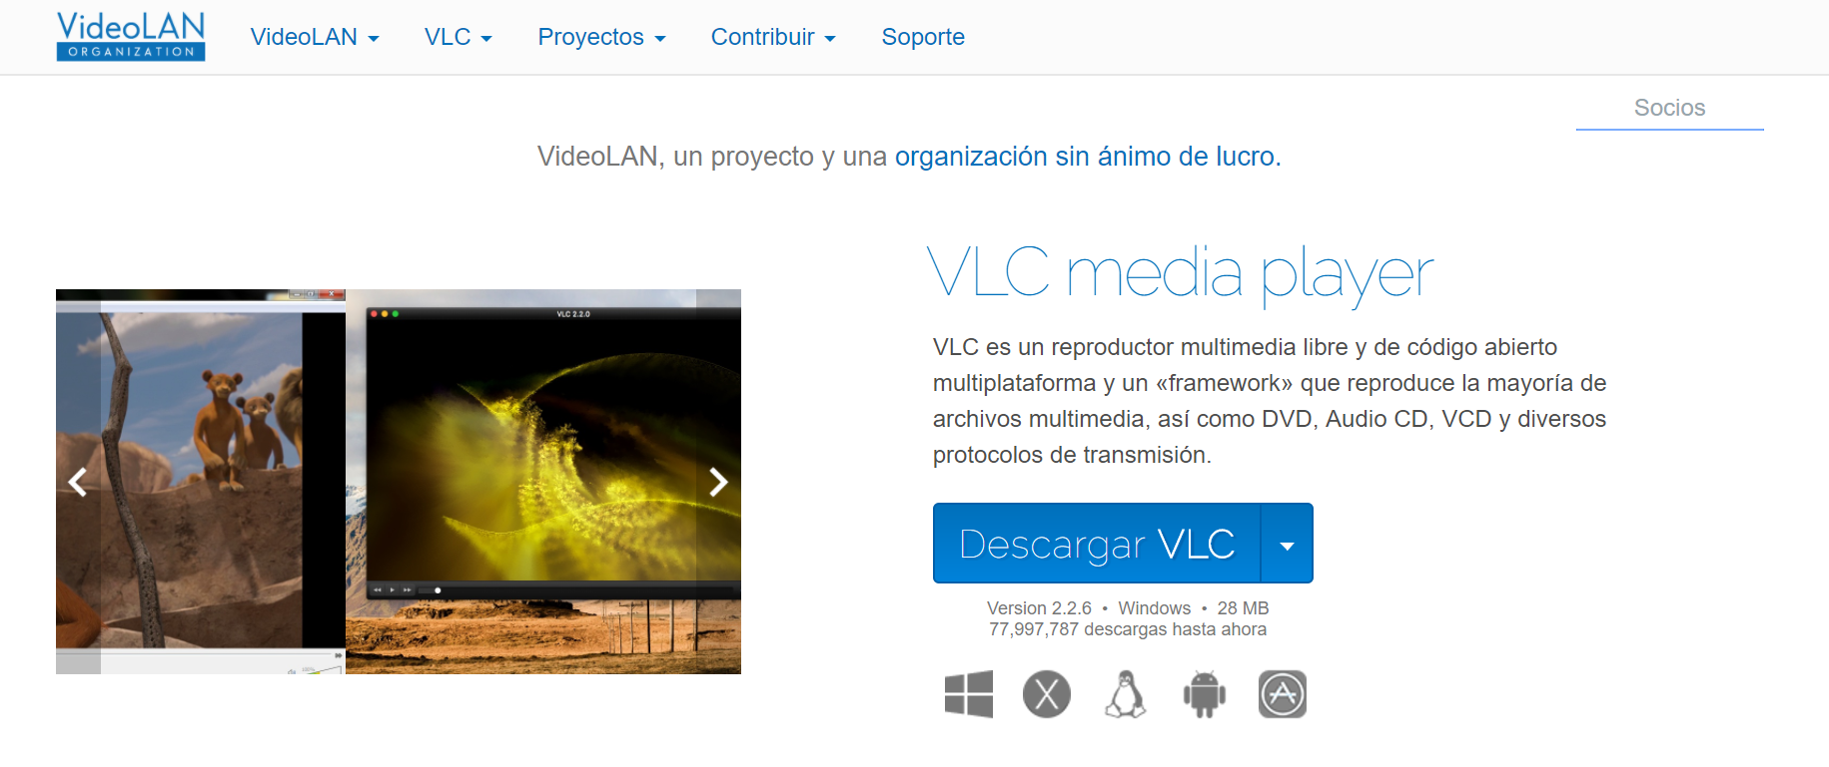 VideoLAN
ORGANIZATION
VideoLAN
VLC
Proyectos
Contribuir
Soporte
Socios
VideoLAN, un proyecto y una organización sin ánimo de lucro.
VLC 2.2.0
VLC media player
VLC es un reproductor multimedia libre y de código abierto
multiplataforma y un «framework» que reproduce la mayoría de
archivos multimedia, así como DVD, Audio CD, VCD y diversos
protocolos de transmisión.
Descargar VLC
Version 2.2.6 • Windows • 28 MB
77,997,787 descargas hasta ahora